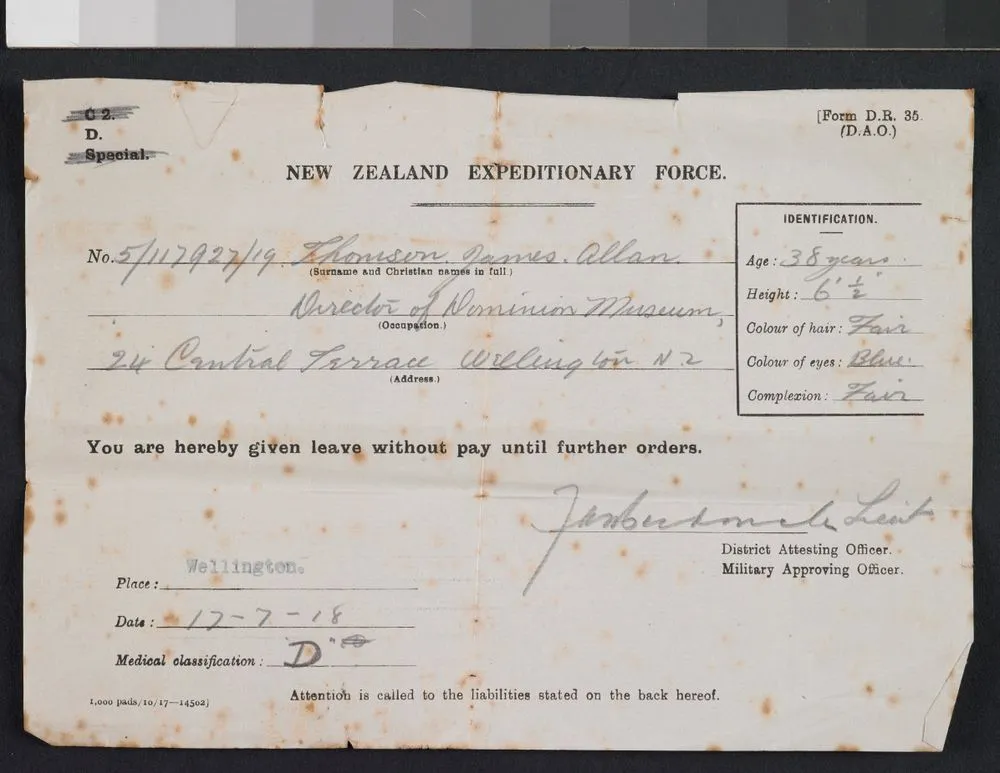 C 2.
D.
Special.
[Form D.R. 35.
(D.A.O.)
NEW ZEALAND EXPEDITIONARY FORCE.
No. 5/117927/19 Thomson. James. Allan.
(Surname and Christian names in full.)
Director of Dominion Museum,
(Occupation.)
24 Central Terrace Wellington N.Z
(Address.)
IDENTIFICATION.
Age: 38 years.
Height: 6' ½"
Colour of hair: Fair
Colour of eyes: Blue.
Complexion: Fair
You are hereby given leave without pay until further orders.
Lieut
District Attesting Officer.
Military Approving Officer.
Place: Wellington.
Date: 17-7-18
Medical classification: D
1,000 pads/10/17—14502]
Attention is called to the liabilities stated on the back hereof.